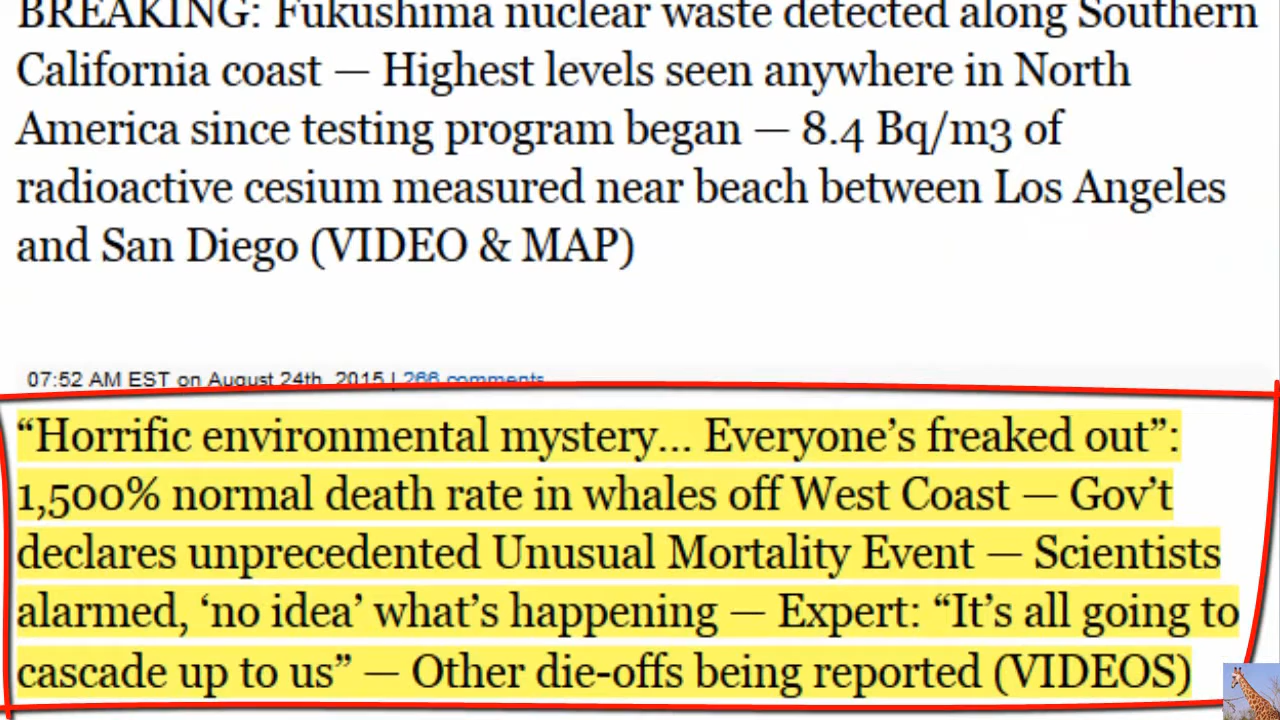 BREAKING: Fukushima nuclear waste detected along Southern
California coast — Highest levels seen anywhere in North
America since testing program began — 8.4 Bq/m3 of
radioactive cesium measured near beach between Los Angeles
and San Diego (VIDEO & MAP)
07:52 AM EST on August 24th, 2015 | 266 comments
“Horrific environmental mystery... Everyone’s freaked out”:
1,500% normal death rate in whales off West Coast — Gov’t
declares unprecedented Unusual Mortality Event — Scientists
alarmed, ‘no idea’ what’s happening — Expert: “It’s all going to
cascade up to us” — Other die-offs being reported (VIDEOS)